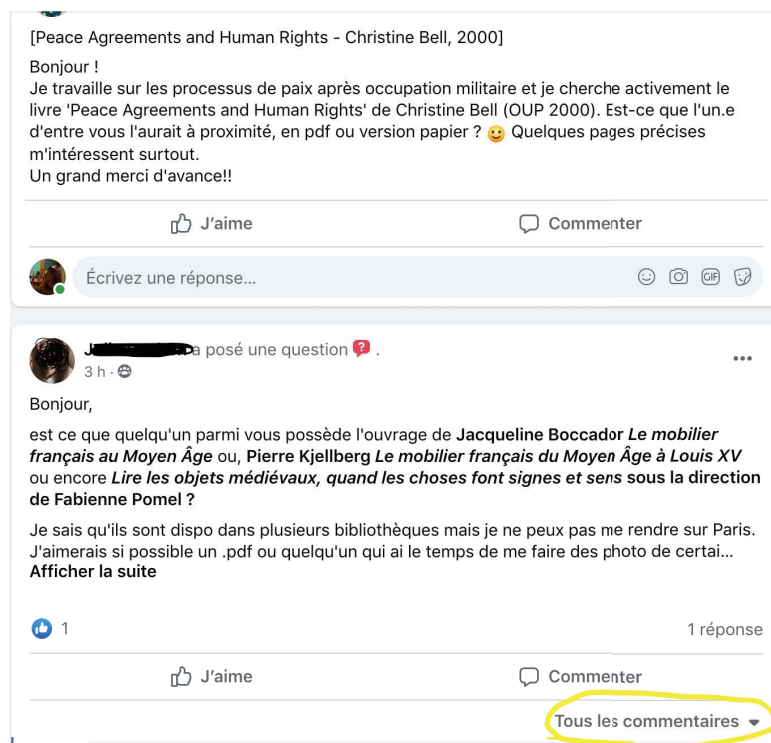 [Peace Agreements and Human Rights - Christine Bell, 2000]
Bonjour !
Je travaille sur les processus de paix après occupation militaire et je cherche activement le
livre 'Peace Agreements and Human Rights' de Christine Bell (OUP 2000). Est-ce que l'un.e
d'entre vous l'aurait à proximité, en pdf ou version papier ? 🙂 Quelques pages précises
m'intéressent surtout.
Un grand merci d'avance!!
J'aime Commenter
Écrivez une réponse...
GIF
a posé une question ? .
3 h ·
Bonjour,
est ce que quelqu'un parmi vous possède l'ouvrage de Jacqueline Boccador Le mobilier
français au Moyen Âge ou, Pierre Kjellberg Le mobilier français du Moyen Âge à Louis XV
ou encore Lire les objets médiévaux, quand les choses font signes et sens sous la direction
de Fabienne Pomel ?
Je sais qu'ils sont dispo dans plusieurs bibliothèques mais je ne peux pas me rendre sur Paris.
J'aimerais si possible un .pdf ou quelqu'un qui ai le temps de me faire des photo de certai...
Afficher la suite
1 1 réponse
J'aime Commenter
Tous les commentaires